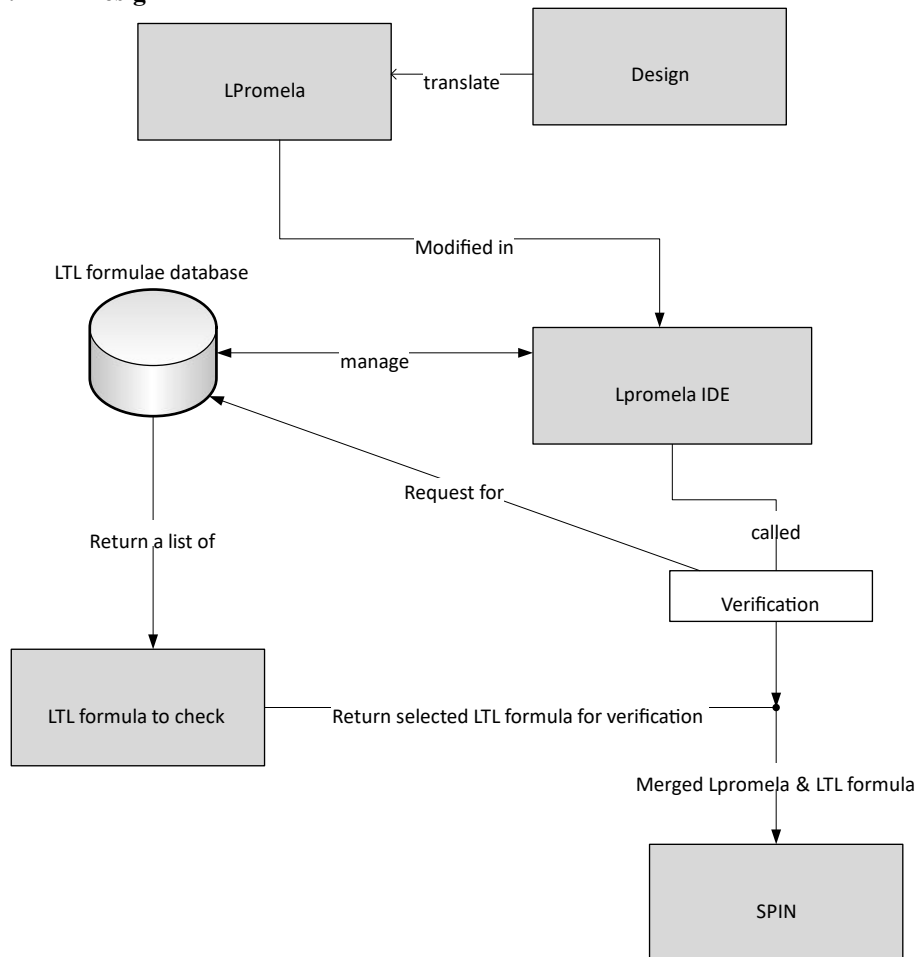 LPromela
translate
Design
Modified in
LTL formulae database
manage
Lpromela IDE
Request for
called
Return a list of
Verification
LTL formula to check
Return selected LTL formula for verification
Merged Lpromela & LTL formula
SPIN